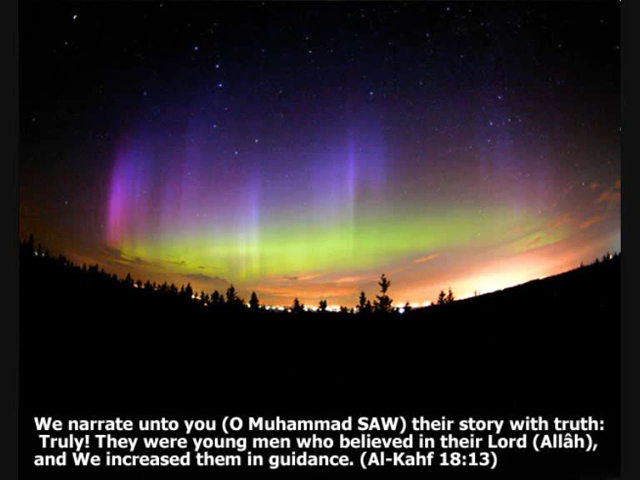 We narrate unto you (O Muhammad SAW) their story with truth:
Truly! They were young men who believed in their Lord (Allâh),
and We increased them in guidance. (Al-Kahf 18:13)